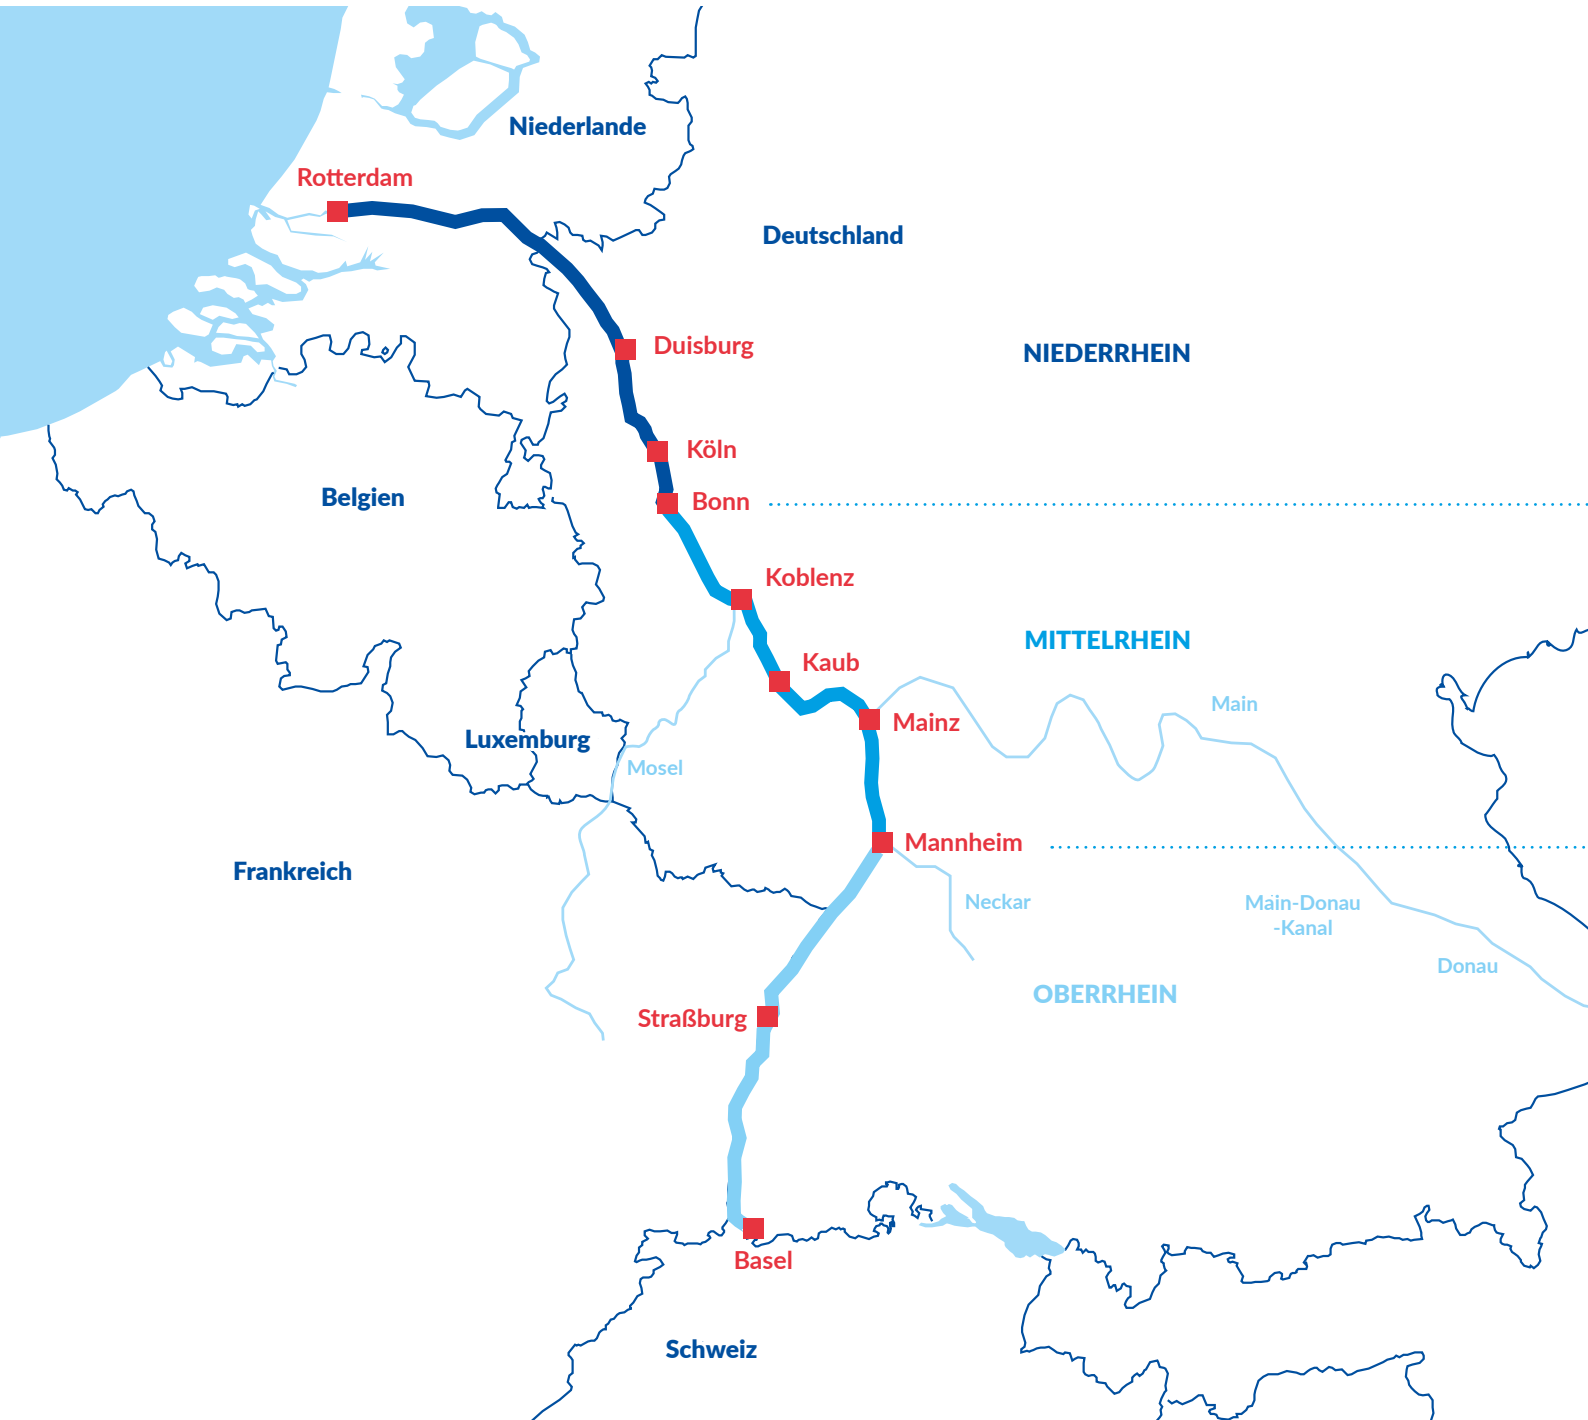 Niederlande
Rotterdam
Deutschland
Duisburg
NIEDERRHEIN
Köln
Belgien
Bonn
Koblenz
MITTELRHEIN
Kaub
Main
Mainz
Luxemburg
Mosel
Mannheim
Frankreich
Neckar
Main-Donau
-Kanal
Donau
OBERRHEIN
Straßburg
Basel
Schweiz